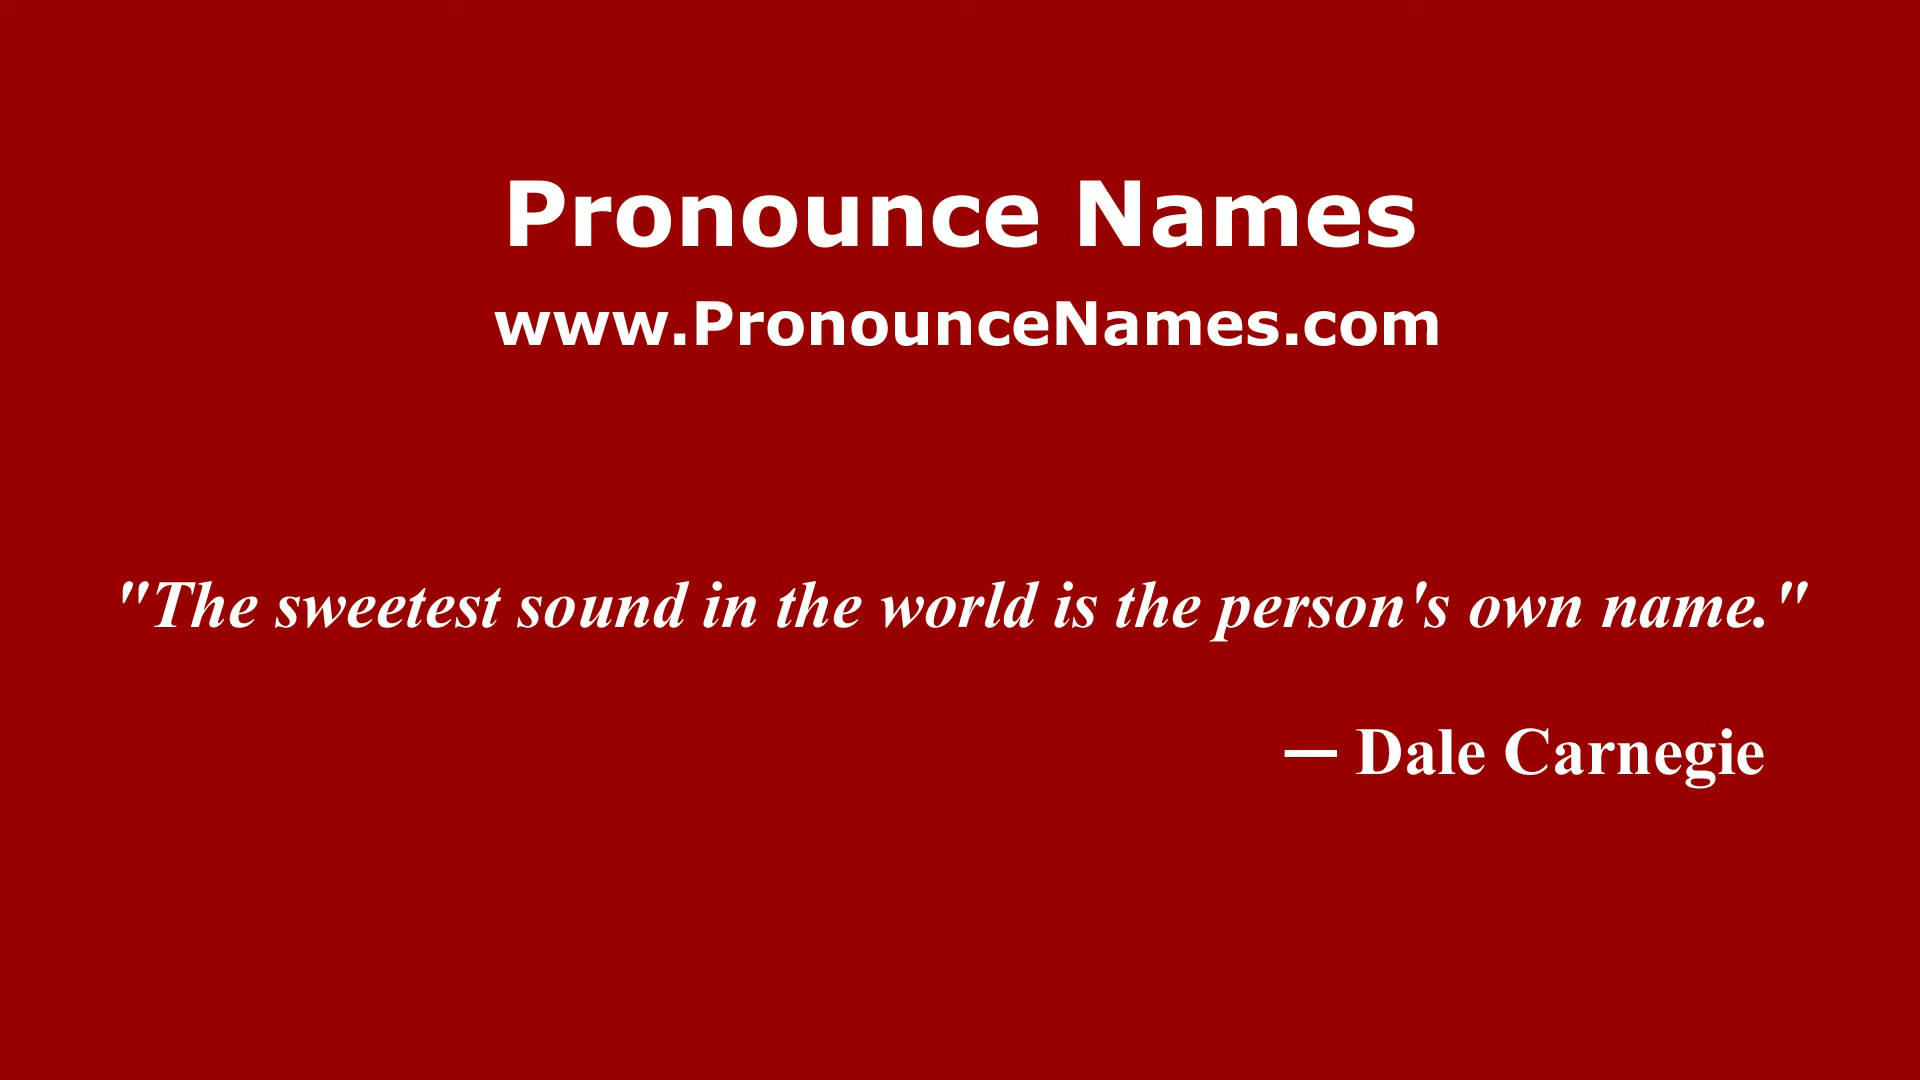 Pronounce Names
www.PronounceNames.com
"The sweetest sound in the world is the person's own name."
— Dale Carnegie